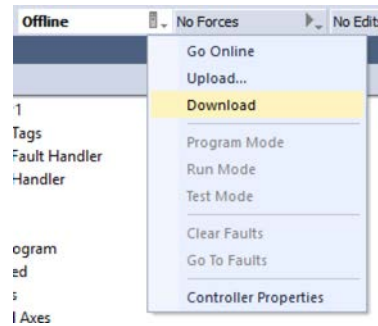 Offline No Forces No Edit
Go Online
Upload...
Download
Tags
Fault Handler
Handler
Program Mode
Run Mode
Test Mode
Clear Faults
Go To Faults
ogram
ed
Controller Properties
Axes